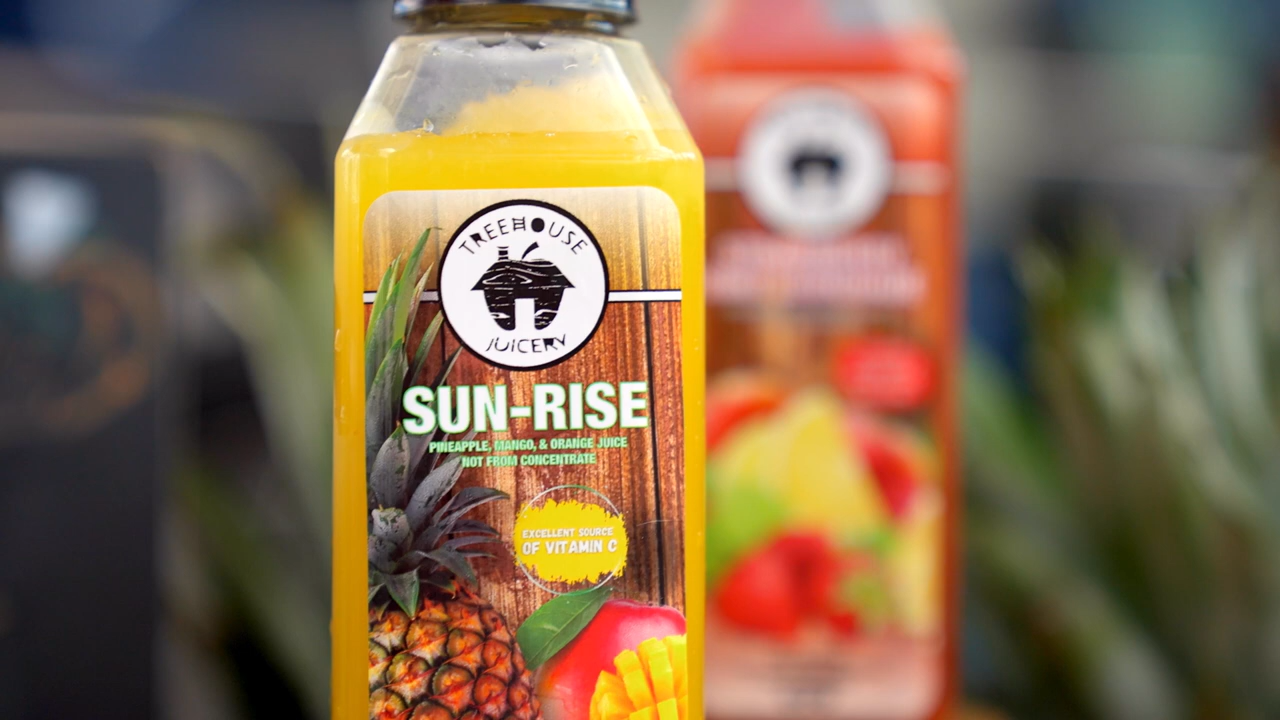 TREEHOUSE
JUICERY
SUN-RISE
PINEAPPLE, MANGO, & ORANGE JUICE
NOT FROM CONCENTRATE
EXCELLENT SOURCE
OF VITAMIN C